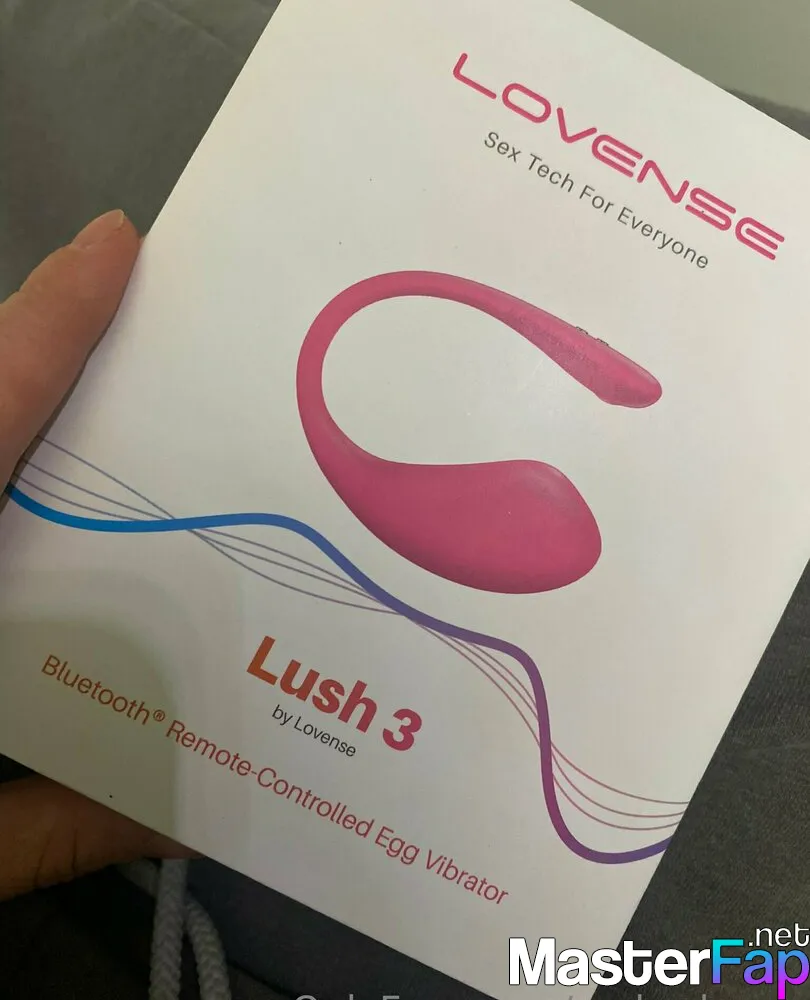 LOVENSE
Sex Tech For Everyone
Lush 3
by Lovense
Bluetooth® Remote-Controlled Egg Vibrator
.net
MasterFap